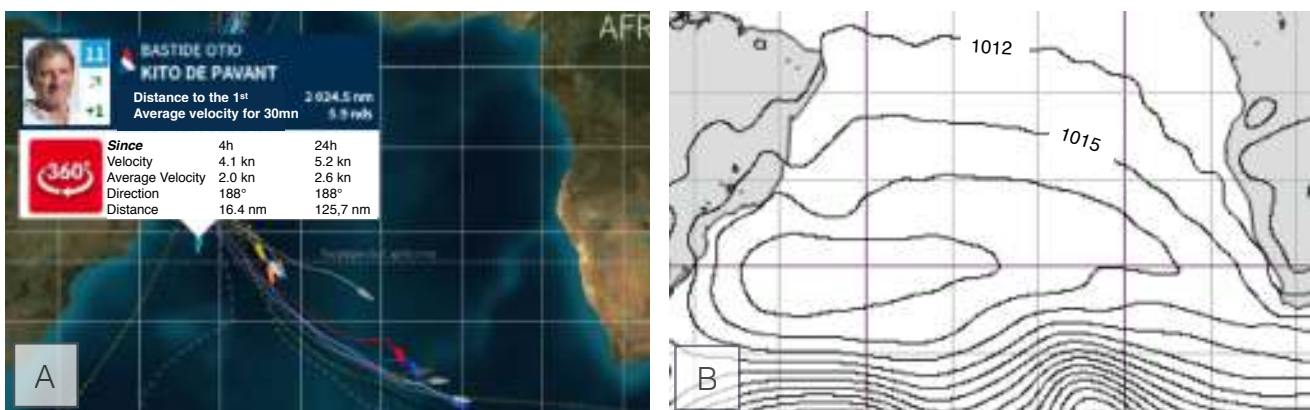 AFR
11
BASTIDE OTIO
KITO DE PAVANT
+1
Distance to the 1st 2 024.5 nm
Average velocity for 30mn 5.9 nds
360°
Since 4h 24h
Velocity 4.1 kn 5.2 kn
Average Velocity 2.0 kn 2.6 kn
Direction 188° 188°
Distance 16.4 nm 125,7 nm
A
1012
1015
B